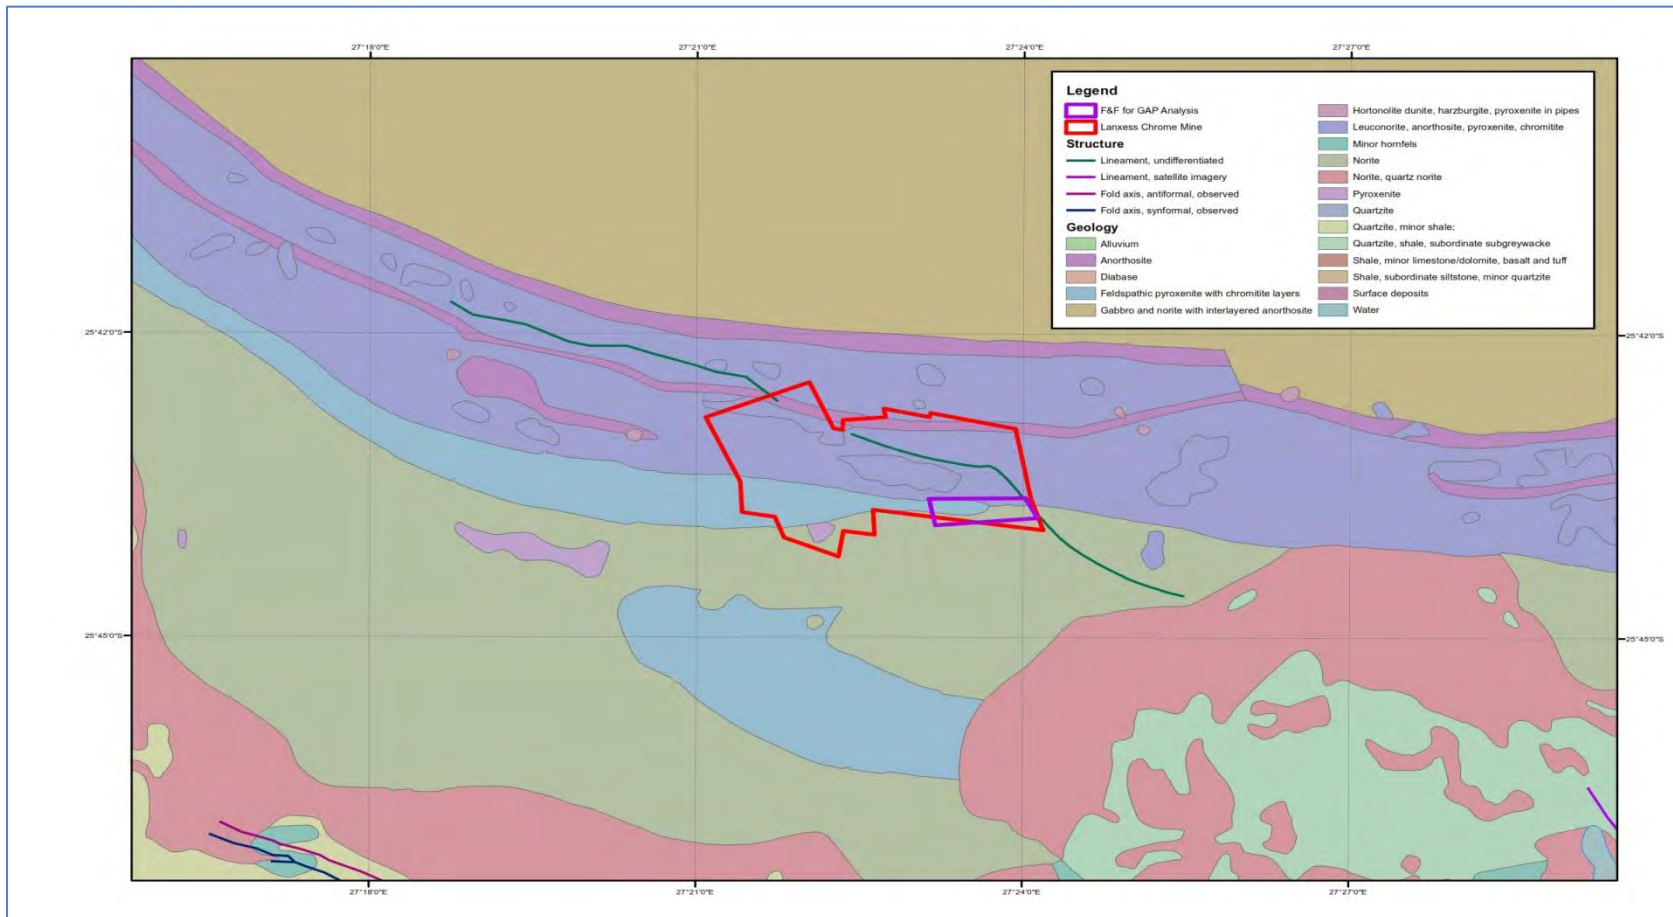 27°18'0"E
27°21'0"E
27°24'0"E
27°27'0"E
Legend
F&F for GAP Analysis
Lanxess Chrome Mine
Structure
Lineament, undifferentiated
Lineament, satellite imagery
Fold axis, antiformal, observed
Fold axis, synformal, observed
Geology
Alluvium
Anorthosite
Diabase
Feldspathic pyroxenite with chromitite layers
Gabbro and norite with interlayered anorthosite
Hortonolite dunite, harzburgite, pyroxenite in pipes
Leuconorite, anorthosite, pyroxenite, chromitite
Minor hornfels
Norite
Norite, quartz norite
Pyroxenite
Quartzite
Quartzite, minor shale;
Quartzite, shale, subordinate subgreywacke
Shale, minor limestone/dolomite, basalt and tuff
Shale, subordinate siltstone, minor quartzite
Surface deposits
Water
25°42'0"S
25°42'0"S
25°45'0"S
25°45'0"S
27°18'0"E
27°21'0"E
27°24'0"E
27°27'0"E